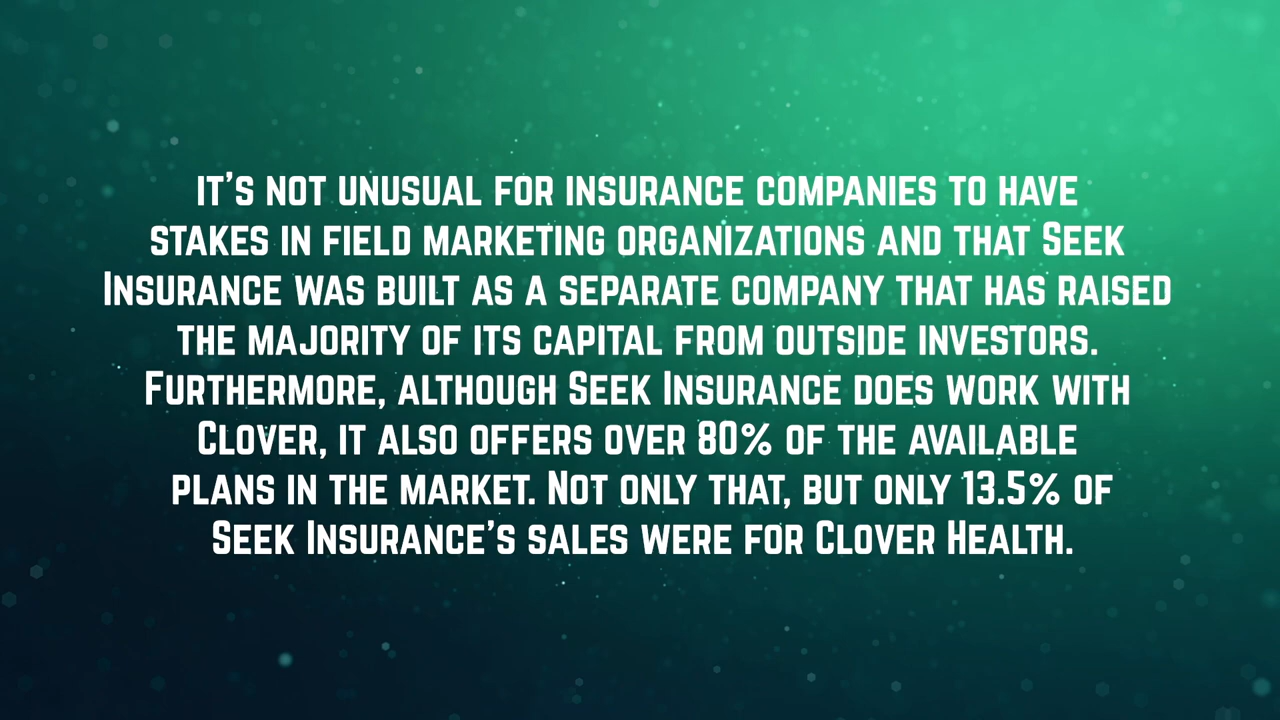 it's not unusual for insurance companies to have
stakes in field marketing organizations and that Seek
Insurance was built as a separate company that has raised
the majority of its capital from outside investors.
Furthermore, although Seek Insurance does work with
Clover, it also offers over 80% of the available
plans in the market. Not only that, but only 13.5% of
Seek Insurance's sales were for Clover Health.